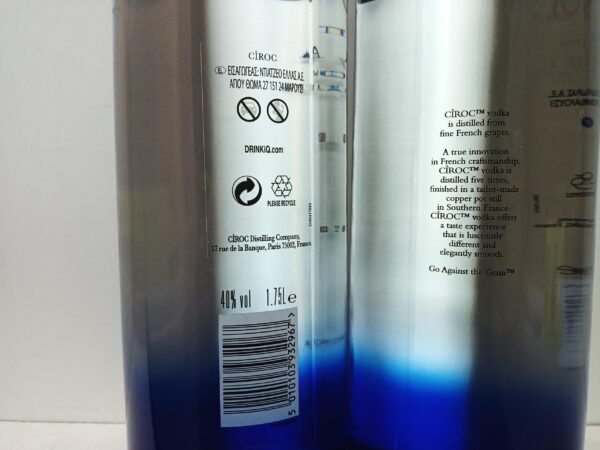 CÎROC
ΕΙΣΑΓΩΓΕΑΣ: ΝΤΙΑΤΖΕΟ ΕΛΛΑΣ Α.Ε.
ΑΓΙΟΥ ΘΩΜΑ 27 151 24 ΜΑΡΟΥΣΙ
DRINKiQ.com
PLEASE RECYCLE
CÎROC Distilling Company,
17 rue de la Banque, Paris 75002, France.
40% vol 1.75L e
5 010103 932967 >
CÎROC™ vodka
is distilled from
fine French grapes.
A true innovation
in French craftsmanship,
CÎROC™ vodka is
distilled five times,
finished in a tailor-made
copper pot still
in Southern France.
CÎROC™ vodka offers
a taste experience
that is lusciously
different and
elegantly smooth.
Go Against the Grain™